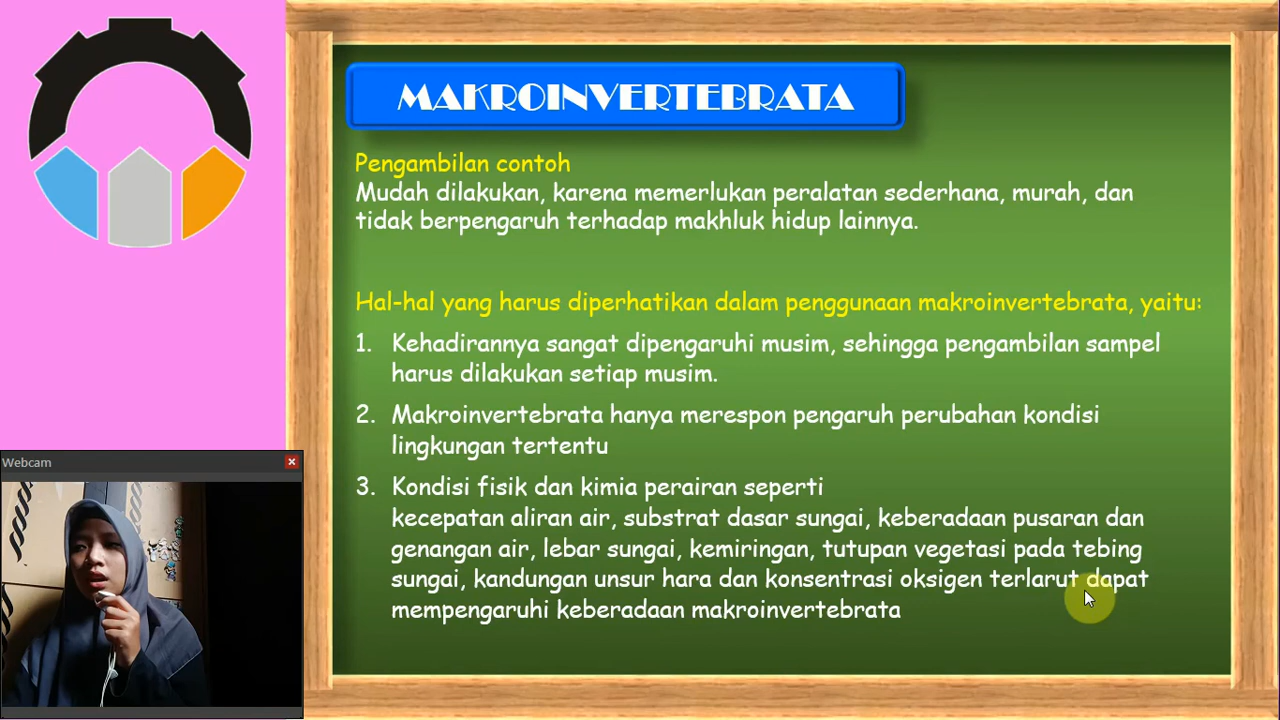 MAKROINVERTEBRATA
Pengambilan contoh
Mudah dilakukan, karena memerlukan peralatan sederhana, murah, dan
tidak berpengaruh terhadap makhluk hidup lainnya.
Hal-hal yang harus diperhatikan dalam penggunaan makroinvertebrata, yaitu:
1. Kehadirannya sangat dipengaruhi musim, sehingga pengambilan sampel
harus dilakukan setiap musim.
2. Makroinvertebrata hanya merespon pengaruh perubahan kondisi
lingkungan tertentu
3. Kondisi fisik dan kimia perairan seperti
kecepatan aliran air, substrat dasar sungai, keberadaan pusaran dan
genangan air, lebar sungai, kemiringan, tutupan vegetasi pada tebing
sungai, kandungan unsur hara dan konsentrasi oksigen terlarut dapat
mempengaruhi keberadaan makroinvertebrata
Webcam